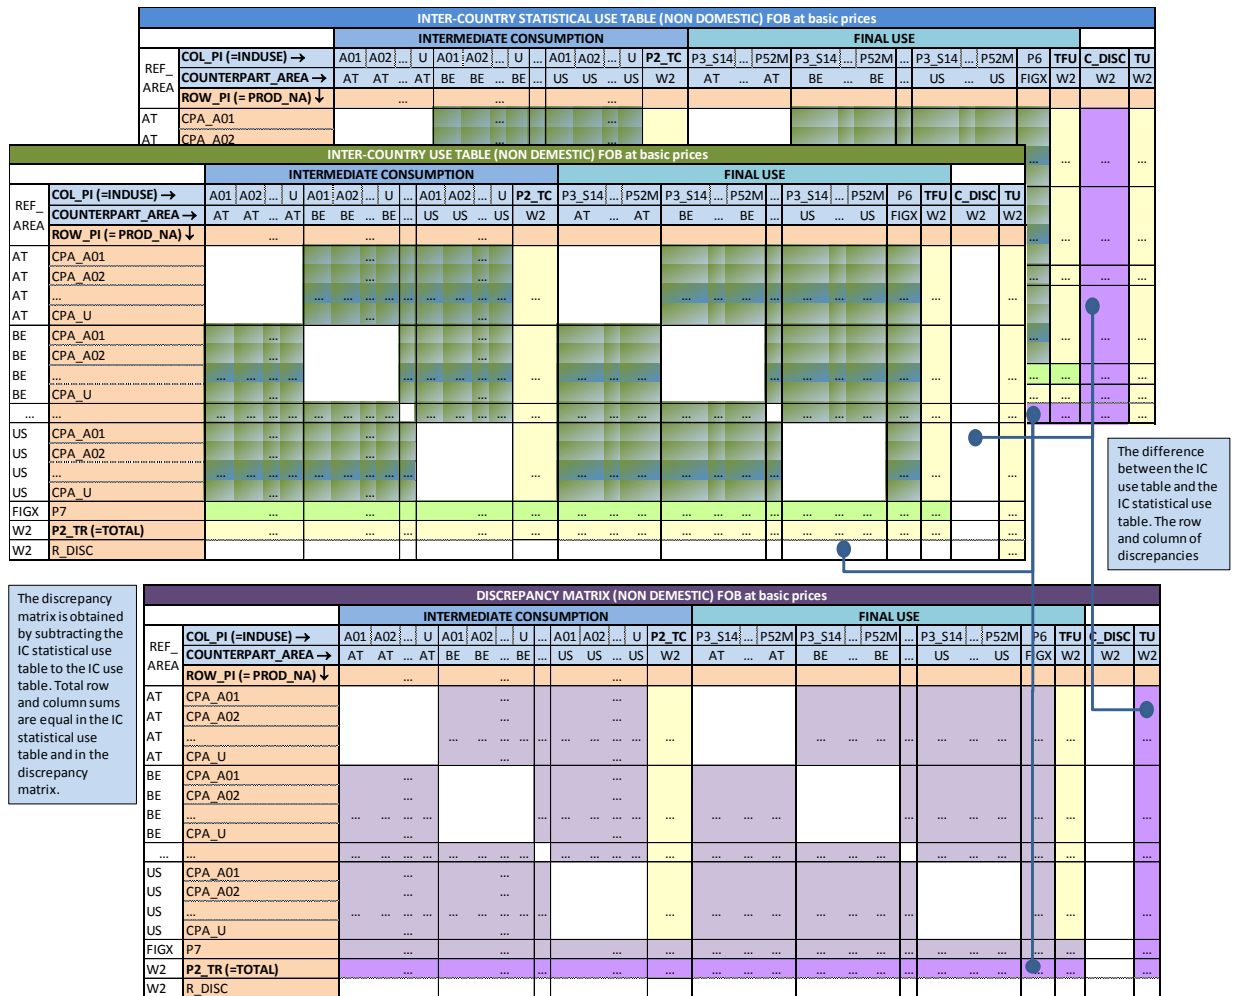 INTER-COUNTRY STATISTICAL USE TABLE (NON DOMESTIC) FOB at basic prices
INTERMEDIATE CONSUMPTION FINAL USE
REF_ AREA
COL_PI (=INDUSE) → A01 A02 ... U A01 A02 ... U ... A01 A02 ... U P2_TC P3_S14 ... P52M P3_S14 ... P52M ... P3_S14 ... P52M P6 TFU C_DISC TU
COUNTERPART_AREA → AT AT ... AT BE BE ... BE ... US US ... US W2 AT ... AT BE ... BE ... US ... US FIGX W2 W2 W2
ROW_PI (= PROD_NA) ↓ ... ... ...
AT CPA_A01 ... ...
AT CPA_A02
... ... ... ...
... ... ... ...
... ... ... ...
... ... ... ...
... ... ... ...
... ... ... ...
... ... ...
INTER-COUNTRY USE TABLE (NON DEMESTIC) FOB at basic prices
INTERMEDIATE CONSUMPTION FINAL USE
REF_ AREA
COL_PI (=INDUSE) → A01 A02 ... U A01 A02 ... U ... A01 A02 ... U P2_TC P3_S14 ... P52M P3_S14 ... P52M ... P3_S14 ... P52M P6 TFU C_DISC TU
COUNTERPART_AREA → AT AT ... AT BE BE ... BE ... US US ... US W2 AT ... AT BE ... BE ... US ... US FIGX W2 W2 W2
ROW_PI (= PROD_NA) ↓ ... ... ...
AT CPA_A01 ... ...
AT CPA_A02 ... ...
AT ... ... ... ... ... ... ... ... ... ... ... ... ... ... ... ... ... ... ... ...
AT CPA_U ... ...
BE CPA_A01 ... ...
BE CPA_A02 ... ...
BE ... ... ... ... ... ... ... ... ... ... ... ... ... ... ... ... ... ... ... ...
BE CPA_U ... ...
... ... ... ... ... ... ... ... ... ... ... ... ... ... ... ... ... ... ... ... ... ... ... ... ... ... ...
US CPA_A01 ... ...
US CPA_A02 ... ...
US ... ... ... ... ... ... ... ... ... ... ... ... ... ... ... ... ... ... ... ...
US CPA_U ... ...
FIGX P7 ... ... ... ... ... ... ... ... ... ... ... ... ... ... ... ... ...
W2 P2_TR (=TOTAL) ... ... ... ... ... ... ... ... ... ... ... ... ... ... ... ... ...
W2 R_DISC ...
The difference
between the IC
use table and the
IC statistical use
table. The row
and column of
discrepancies
The discrepancy
matrix is obtained
by subtracting the
IC statistical use
table to the IC use
table. Total row
and column sums
are equal in the IC
statistical use
table and in the
discrepancy
matrix.
DISCREPANCY MATRIX (NON DEMESTIC) FOB at basic prices
INTERMEDIATE CONSUMPTION FINAL USE
REF_ AREA
COL_PI (=INDUSE) → A01 A02 ... U A01 A02 ... U ... A01 A02 ... U P2_TC P3_S14 ... P52M P3_S14 ... P52M ... P3_S14 ... P52M P6 TFU C_DISC TU
COUNTERPART_AREA → AT AT ... AT BE BE ... BE ... US US ... US W2 AT ... AT BE ... BE ... US ... US FIGX W2 W2 W2
ROW_PI (= PROD_NA) ↓ ... ... ...
AT CPA_A01 ... ...
AT CPA_A02 ... ...
AT ... ... ... ... ... ... ... ... ... ... ... ... ... ... ... ... ... ... ... ...
AT CPA_U ... ...
BE CPA_A01 ... ...
BE CPA_A02 ... ...
BE ... ... ... ... ... ... ... ... ... ... ... ... ... ... ... ... ... ... ... ...
BE CPA_U ... ...
... ... ... ... ... ... ... ... ... ... ... ... ... ... ... ... ... ... ... ... ... ... ... ... ... ...
US CPA_A01 ... ...
US CPA_A02 ... ...
US ... ... ... ... ... ... ... ... ... ... ... ... ... ... ... ... ... ... ... ...
US CPA_U ... ...
FIGX P7 ... ... ... ... ... ... ... ... ... ... ... ... ... ... ...
W2 P2_TR (=TOTAL) ... ... ... ... ... ... ... ... ... ... ... ... ... ... ...
W2 R_DISC